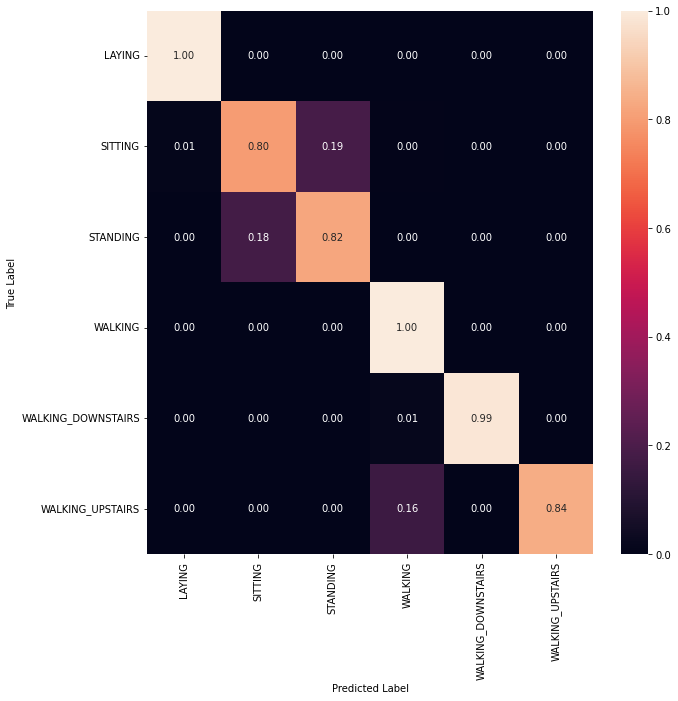 True Label
LAYING 1.00 0.00 0.00 0.00 0.00 0.00
SITTING 0.01 0.80 0.19 0.00 0.00 0.00
STANDING 0.00 0.18 0.82 0.00 0.00 0.00
WALKING 0.00 0.00 0.00 1.00 0.00 0.00
WALKING_DOWNSTAIRS 0.00 0.00 0.00 0.01 0.99 0.00
WALKING_UPSTAIRS 0.00 0.00 0.00 0.16 0.00 0.84
LAYING
SITTING
STANDING
WALKING
WALKING_DOWNSTAIRS
WALKING_UPSTAIRS
Predicted Label
1.0
0.8
0.6
0.4
0.2
0.0